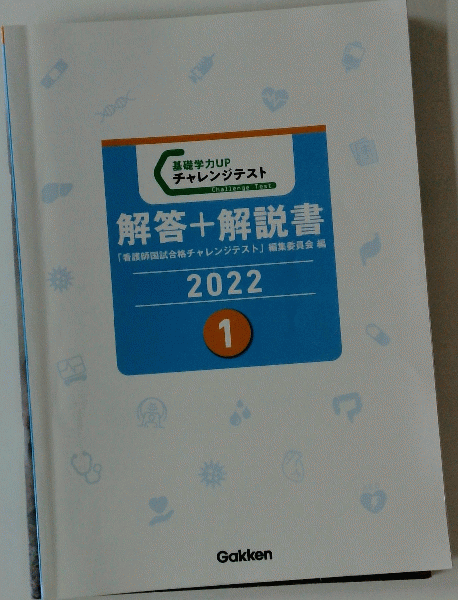 基礎学力UP
チャレンジテスト
Challenge Test
解答＋解説書
「看護師国試合格チャレンジテスト」編集委員会 編
2022
1
Gakken